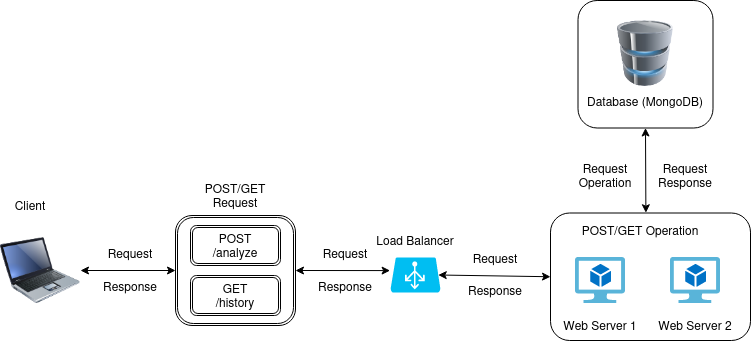 Database (MongoDB)
Request
Operation
Request
Response
POST/GET
Request
Client
POST
/analyze
GET
/history
Request
Response
Request
Response
Load Balancer
Request
Response
POST/GET Operation
Web Server 1
Web Server 2